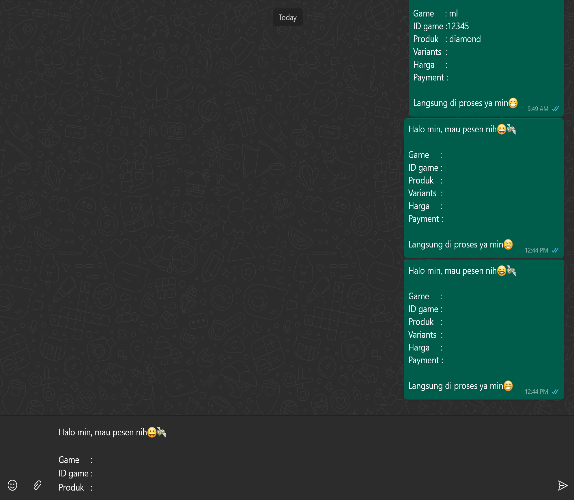 Today
Game : ml
ID game :12345
Produk : diamond
Variants :
Harga :
Payment :
Langsung di proses ya min😁
9:49 AM
Halo min, mau pesen nih😄💸
Game :
ID game :
Produk :
Variants :
Harga :
Payment :
Langsung di proses ya min😁
12:44 PM
Halo min, mau pesen nih😄💸
Game :
ID game :
Produk :
Variants :
Harga :
Payment :
Langsung di proses ya min😁
12:44 PM
Halo min, mau pesen nih😄💸
Game :
ID game :
Produk :